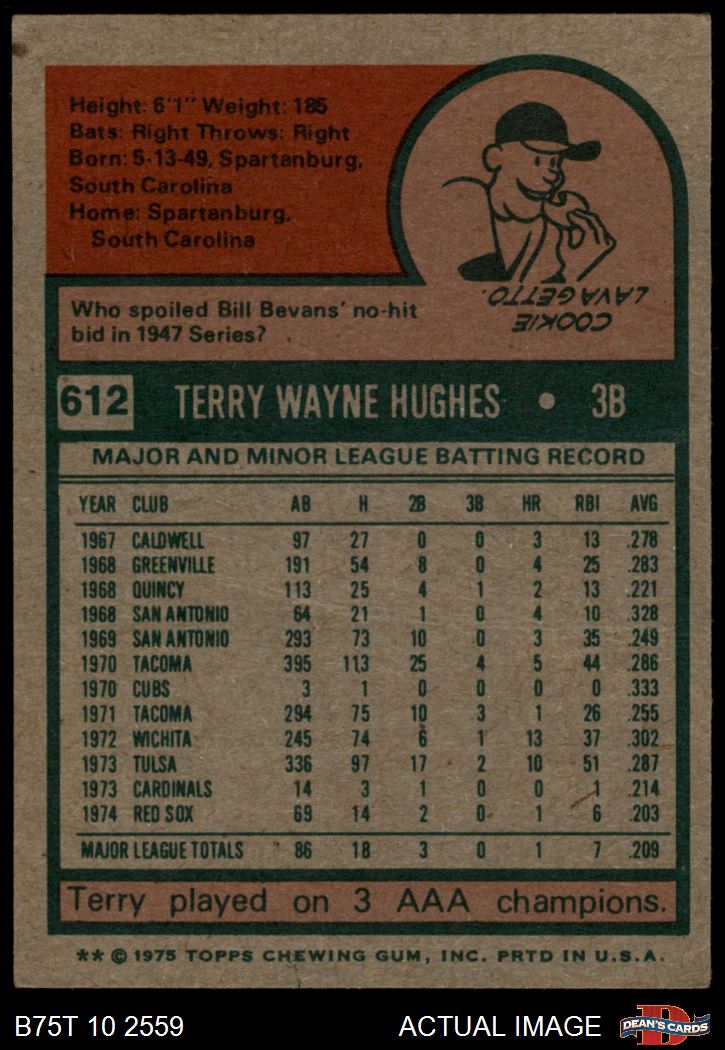 Height: 6'1" Weight: 185
Bats: Right Throws: Right
Born: 5-13-49, Spartanburg,
South Carolina
Home: Spartanburg,
South Carolina
COOKIE
LAVAGETTO.
Who spoiled Bill Bevans' no-hit
bid in 1947 Series?
612 TERRY WAYNE HUGHES • 3B
MAJOR AND MINOR LEAGUE BATTING RECORD
YEAR CLUB AB H 2B 3B HR RBI AVG
1967 CALDWELL 97 27 0 0 3 13 .278
1968 GREENVILLE 191 54 8 0 4 25 .283
1968 QUINCY 113 25 4 1 2 13 .221
1968 SAN ANTONIO 64 21 1 0 4 10 .328
1969 SAN ANTONIO 293 73 10 0 3 35 .249
1970 TACOMA 395 113 25 4 5 44 .286
1970 CUBS 3 1 0 0 0 0 .333
1971 TACOMA 294 75 10 3 1 26 .255
1972 WICHITA 245 74 6 1 13 37 .302
1973 TULSA 336 97 17 2 10 51 .287
1973 CARDINALS 14 3 1 0 0 1 .214
1974 RED SOX 69 14 2 0 1 6 .203
MAJOR LEAGUE TOTALS 86 18 3 0 1 7 .209
Terry played on 3 AAA champions.
** © 1975 TOPPS CHEWING GUM, INC. PRTD IN U.S.A.
B75T 10 2559 ACTUAL IMAGE
D
DEAN'S CARDS